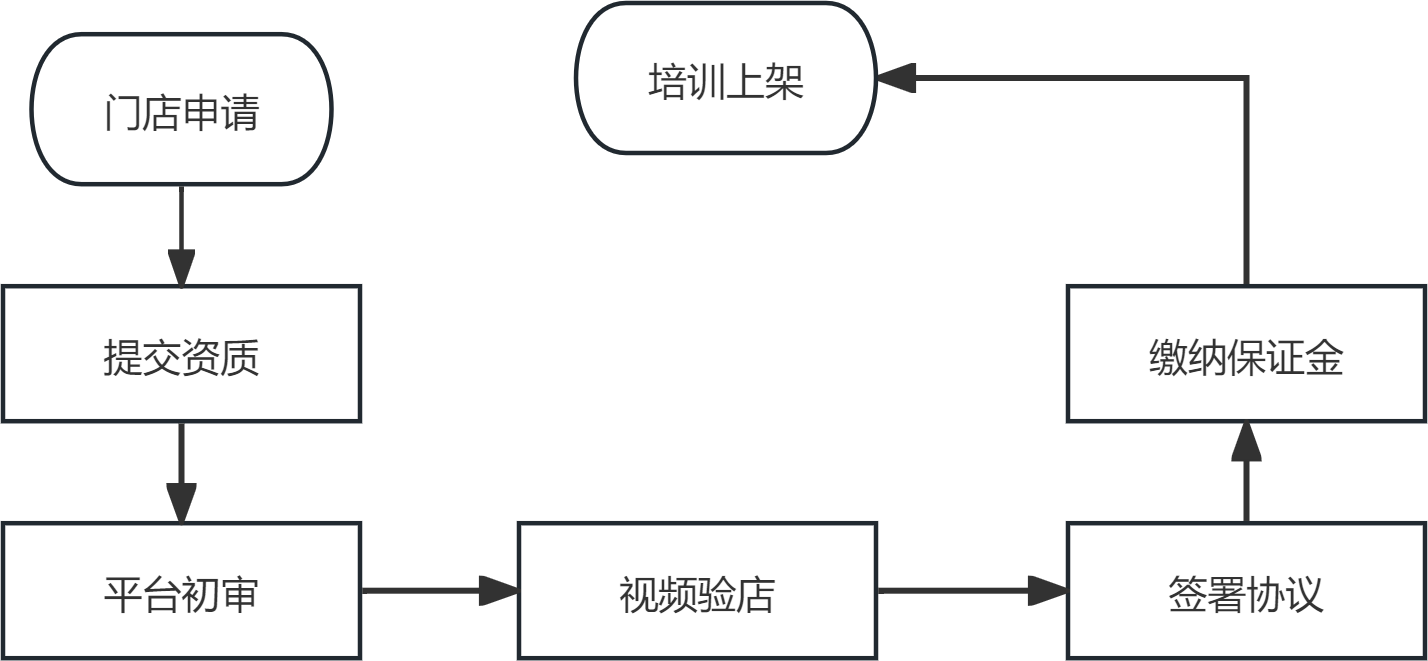 门店申请
提交资质
平台初审
视频验店
签署协议
缴纳保证金
培训上架